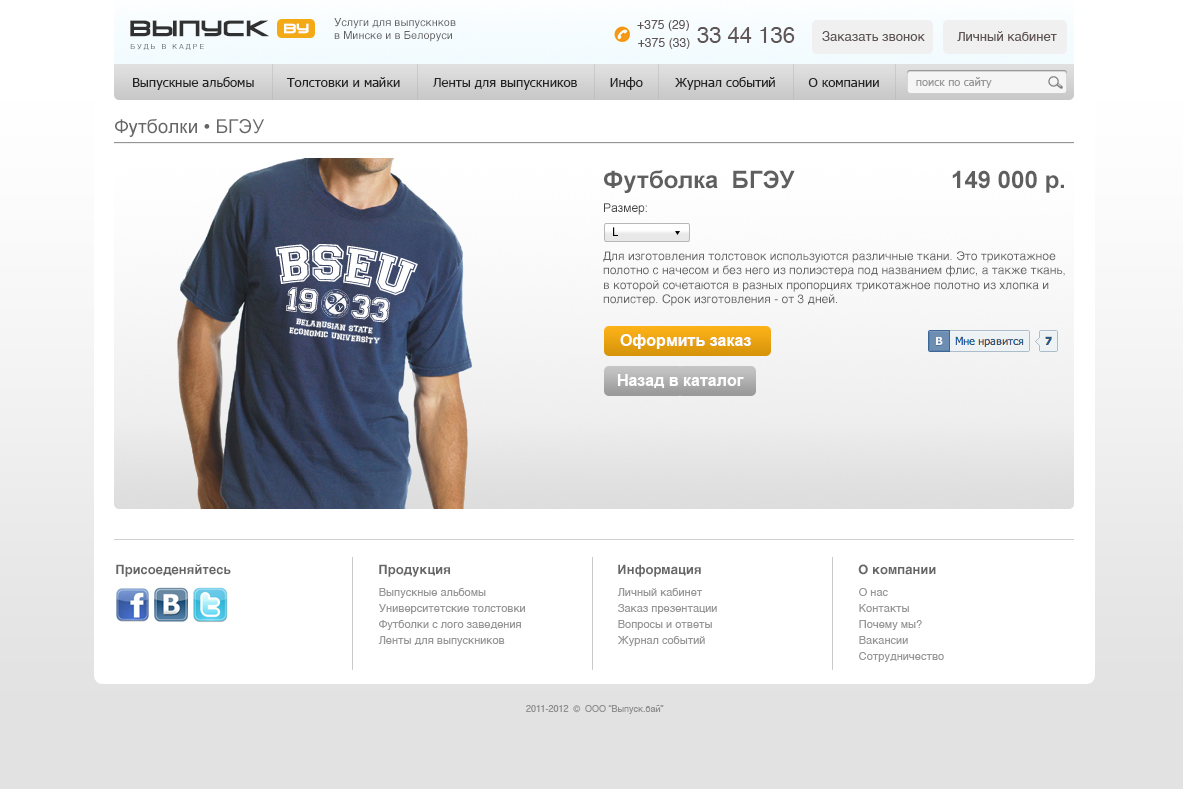 ВЫПУСК BY
БУДЬ В КАДРЕ
Услуги для выпускнков
в Минске и в Белоруси
+375 (29)
+375 (33)
33 44 136
Заказать звонок
Личный кабинет
Выпускные альбомы
Толстовки и майки
Ленты для выпускников
Инфо
Журнал событий
О компании
поиск по сайту
Футболки • БГЭУ
BSEU
19 33
BELARUSIAN STATE
ECONOMIC UNIVERSITY
Футболка БГЭУ
149 000 р.
Размер:
L
Для изготовления толстовок используются различные ткани. Это трикотажное
полотно с начесом и без него из полиэстера под названием флис, а также ткань,
в которой сочетаются в разных пропорциях трикотажное полотно из хлопка и
полистер. Срок изготовления - от 3 дней.
Оформить заказ
В Мне нравится 7
Назад в каталог
Присоеденяйтесь
f В t
Продукция
Выпускные альбомы
Университетские толстовки
Футболки с лого заведения
Ленты для выпускников
Информация
Личный кабинет
Заказ презентации
Вопросы и ответы
Журнал событий
О компании
О нас
Контакты
Почему мы?
Вакансии
Сотрудничество
2011-2012 © ООО "Выпуск.бай"